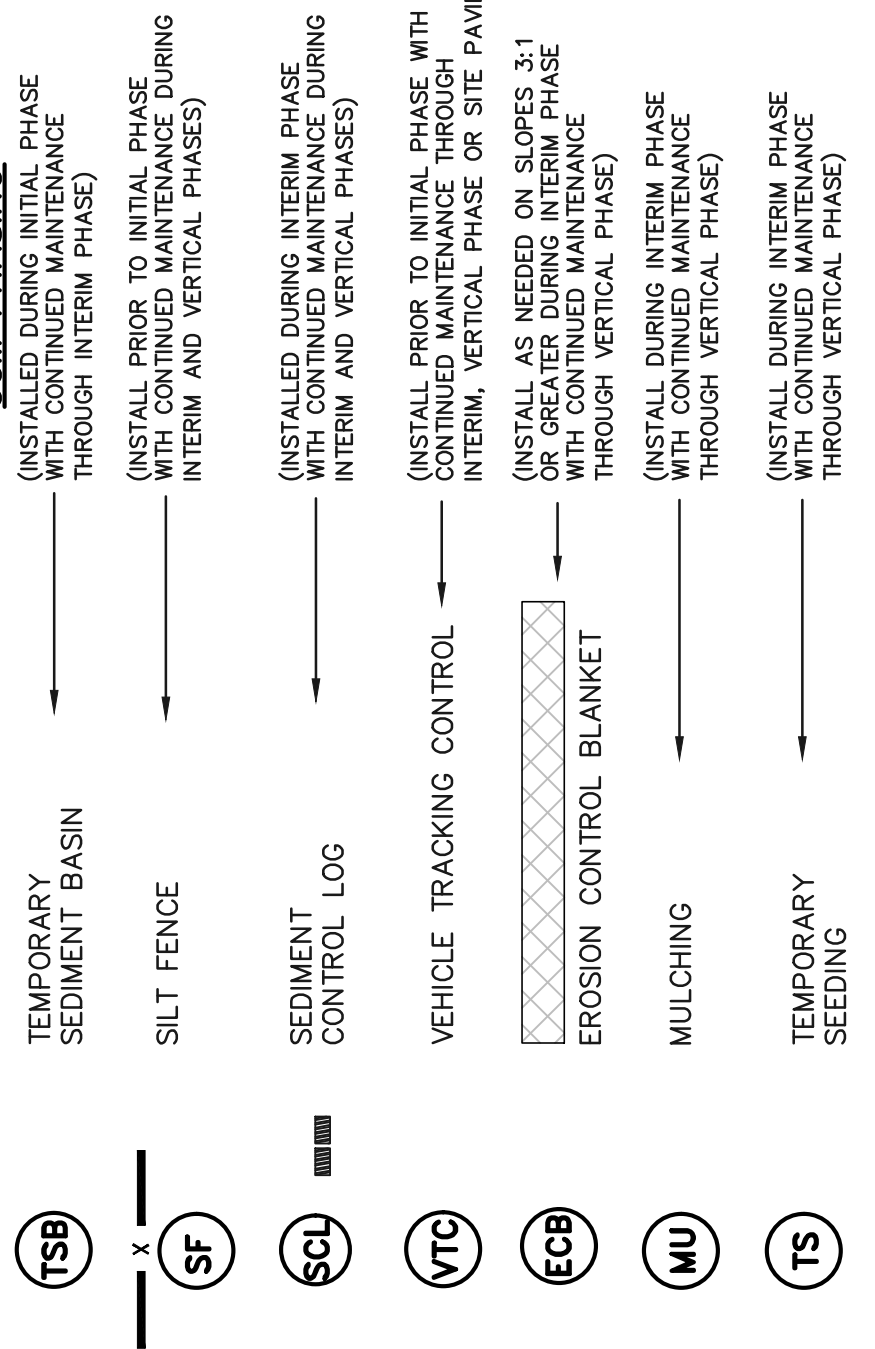 TSB
TEMPORARY
SEDIMENT BASIN
(INSTALLED DURING INITIAL PHASE
WITH CONTINUED MAINTENANCE
THROUGH INTERIM PHASE)
X
SF
SILT FENCE
(INSTALL PRIOR TO INITIAL PHASE
WITH CONTINUED MAINTENANCE DURING
INTERIM AND VERTICAL PHASES)
SCL
SEDIMENT
CONTROL LOG
(INSTALLED DURING INTERIM PHASE
WITH CONTINUED MAINTENANCE DURING
INTERIM AND VERTICAL PHASES)
VTC
VEHICLE TRACKING CONTROL
(INSTALL PRIOR TO INITIAL PHASE WITH
CONTINUED MAINTENANCE THROUGH
INTERIM, VERTICAL PHASE OR SITE
ECB
EROSION CONTROL BLANKET
(INSTALL AS NEEDED ON SLOPES 3:1
OR GREATER DURING INTERIM PHASE
WITH CONTINUED MAINTENANCE
THROUGH VERTICAL PHASE)
MU
MULCHING
(INSTALL DURING INTERIM PHASE
WITH CONTINUED MAINTENANCE
THROUGH VERTICAL PHASE)
TS
TEMPORARY
SEEDING
(INSTALL DURING INTERIM PHASE
WITH CONTINUED MAINTENANCE
THROUGH VERTICAL PHASE)